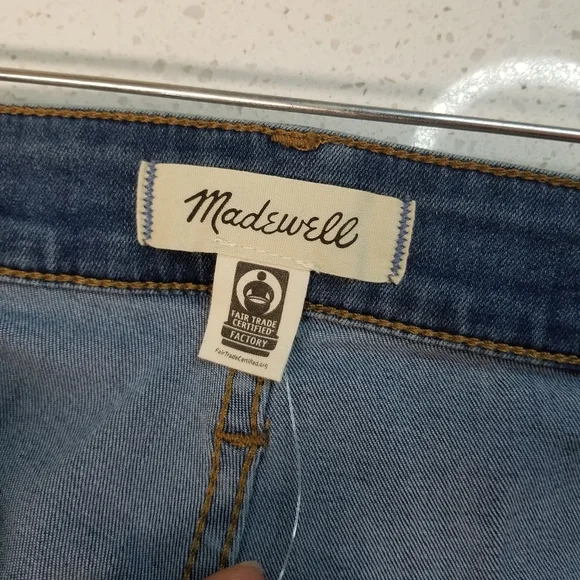 Madewell
FAIR TRADE
CERTIFIED
FACTORY
FairTradeCertified.org